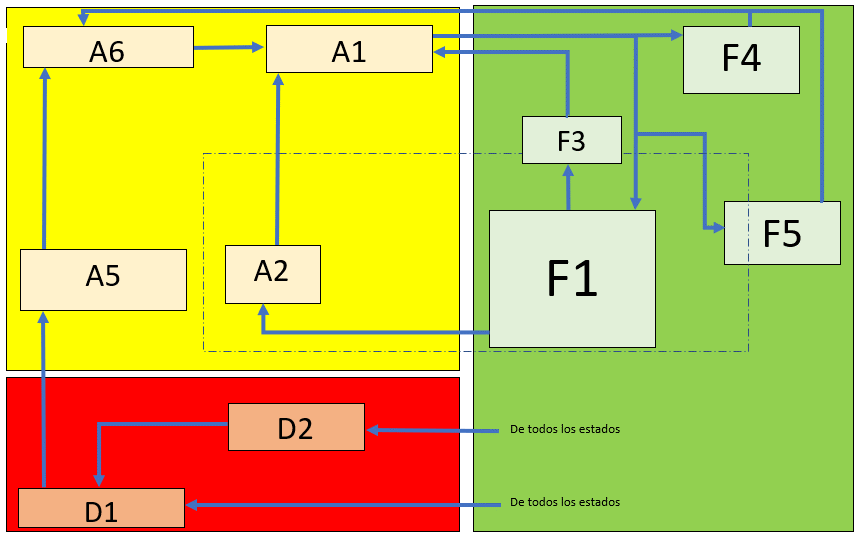 A6
A1
F4
F3
A5
A2
F1
F5
D2
De todos los estados
D1
De todos los estados